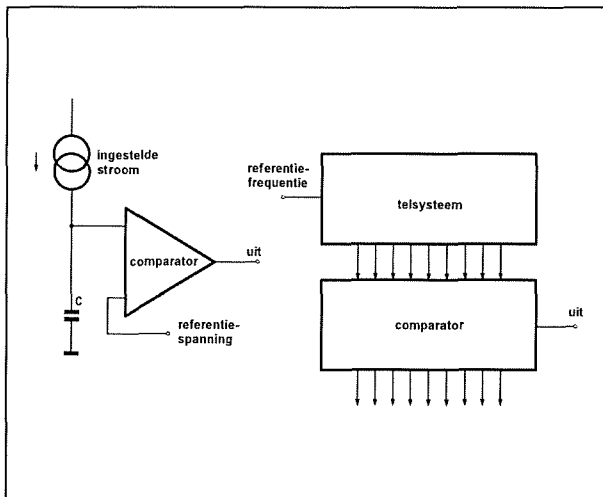 ingestelde
stroom
comparator
uit
C
referentie-
spanning
referentie-
frequentie
telsysteem
comparator
uit